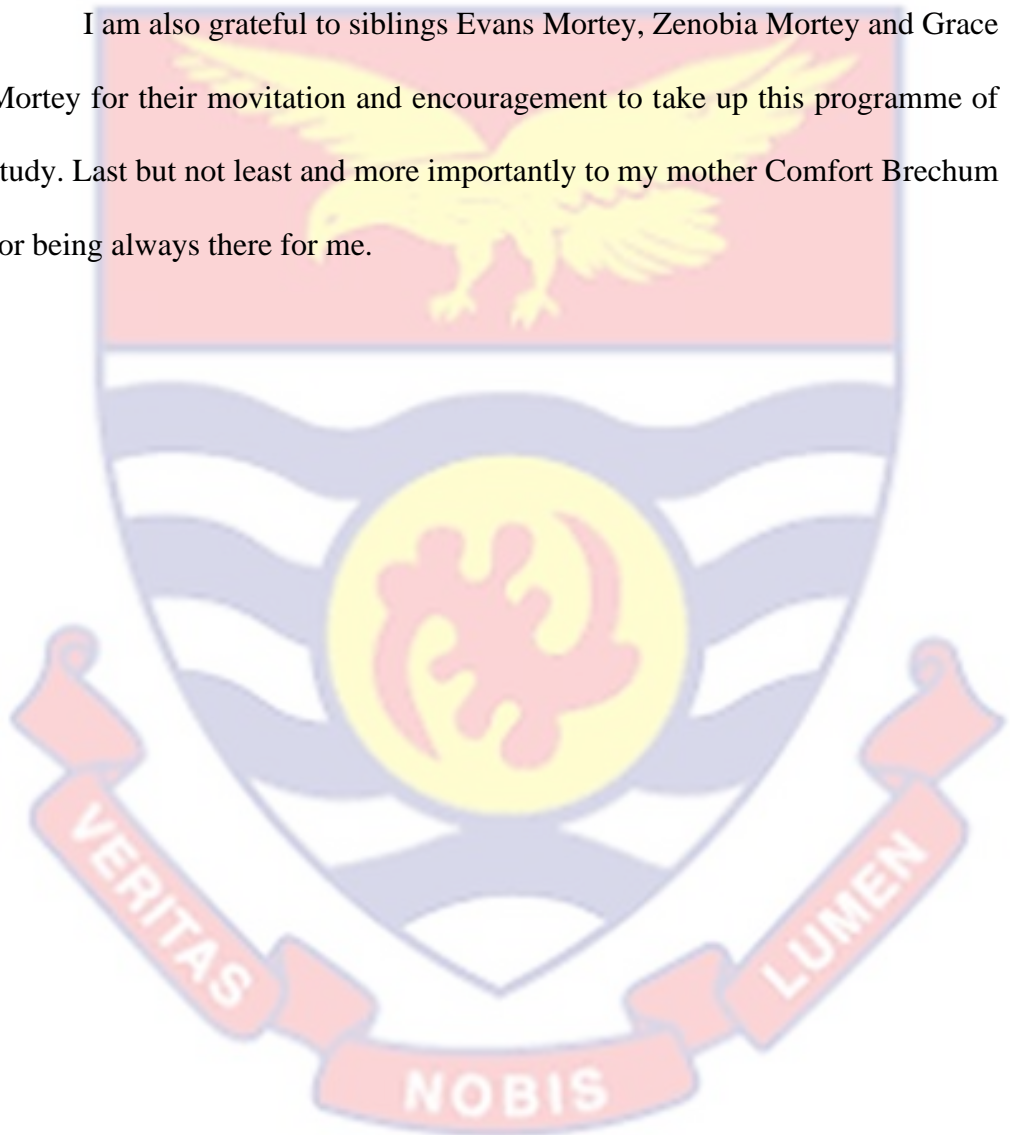 I am also grateful to siblings Evans Mortey, Zenobia Mortey and Grace
Mortey for their movitation and encouragement to take up this programme of
tudy. Last but not least and more importantly to my mother Comfort Brechum
or being always there for me.
VERITAS
NOBIS
LUMEN